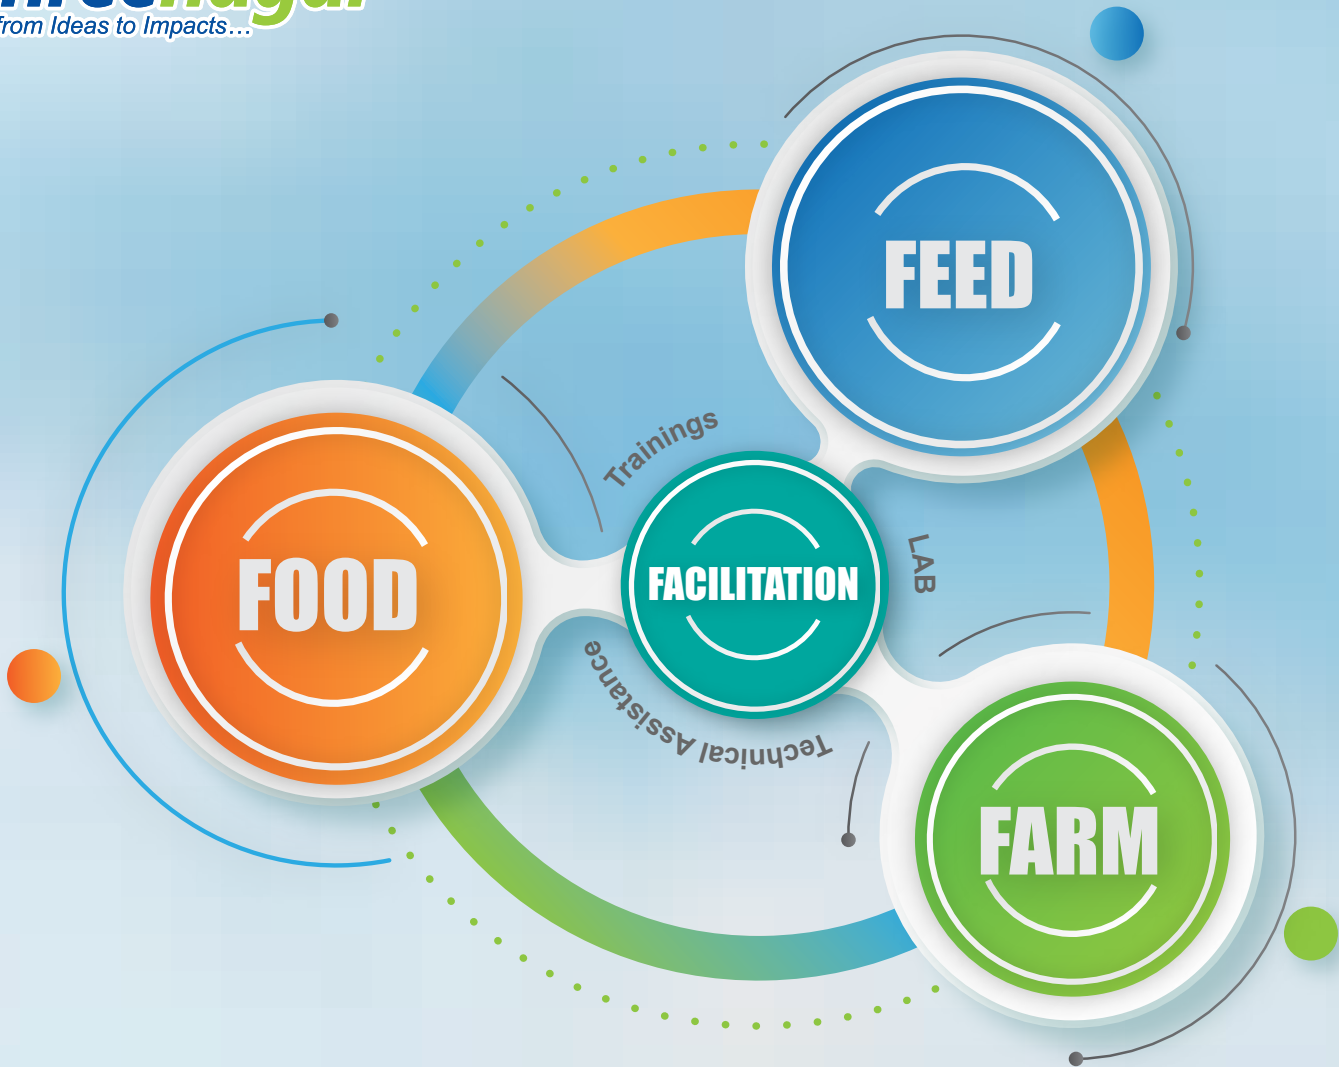 from Ideas to Impacts...
FEED
Trainings
FOOD
FACILITATION
LAB
Technical Assistance
FARM